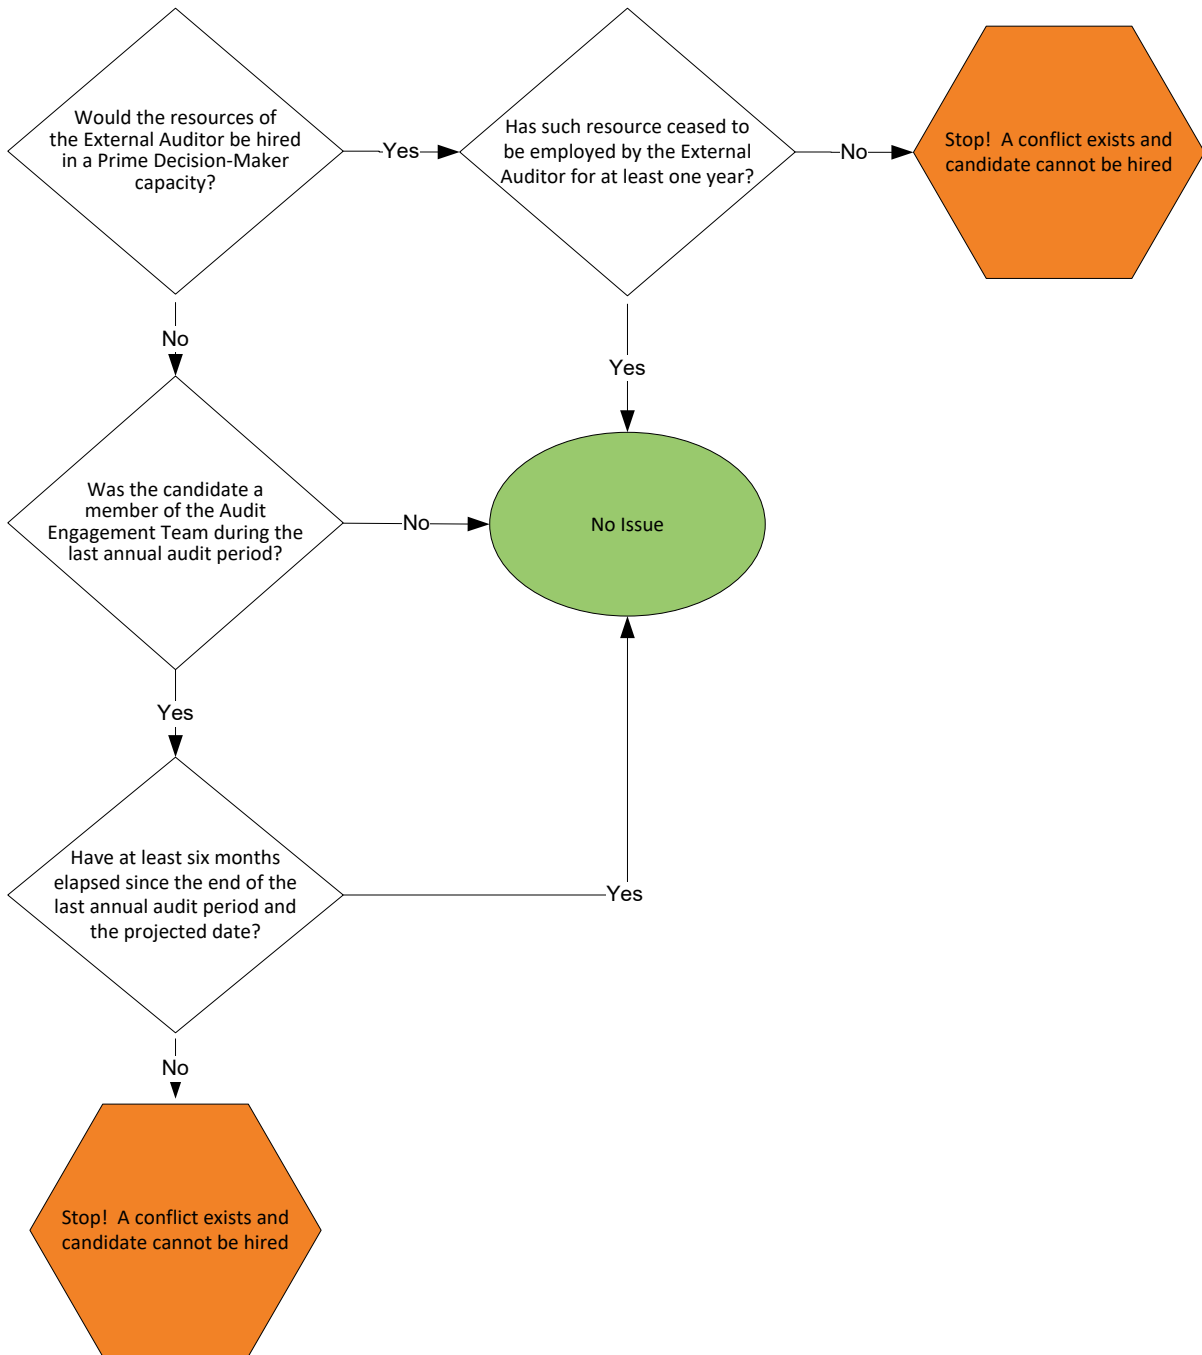 Would the resources of
the External Auditor be hired
in a Prime Decision-Maker
capacity?
Yes
Has such resource ceased to
be employed by the External
Auditor for at least one year?
No
Stop!  A conflict exists and
candidate cannot be hired
No
Yes
Was the candidate a
member of the Audit
Engagement Team during the
last annual audit period?
No
No Issue
Yes
Have at least six months
elapsed since the end of the
last annual audit period and
the projected date?
Yes
No
Stop!  A conflict exists and
candidate cannot be hired